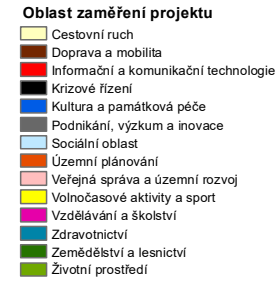 Oblast zaměření projektu
Cestovní ruch
Doprava a mobilita
Informační a komunikační technologie
Krizové řízení
Kultura a památková péče
Podnikání, výzkum a inovace
Sociální oblast
Územní plánování
Veřejná správa a územní rozvoj
Volnočasové aktivity a sport
Vzdělávání a školství
Zdravotnictví
Zemědělství a lesnictví
Životní prostředí